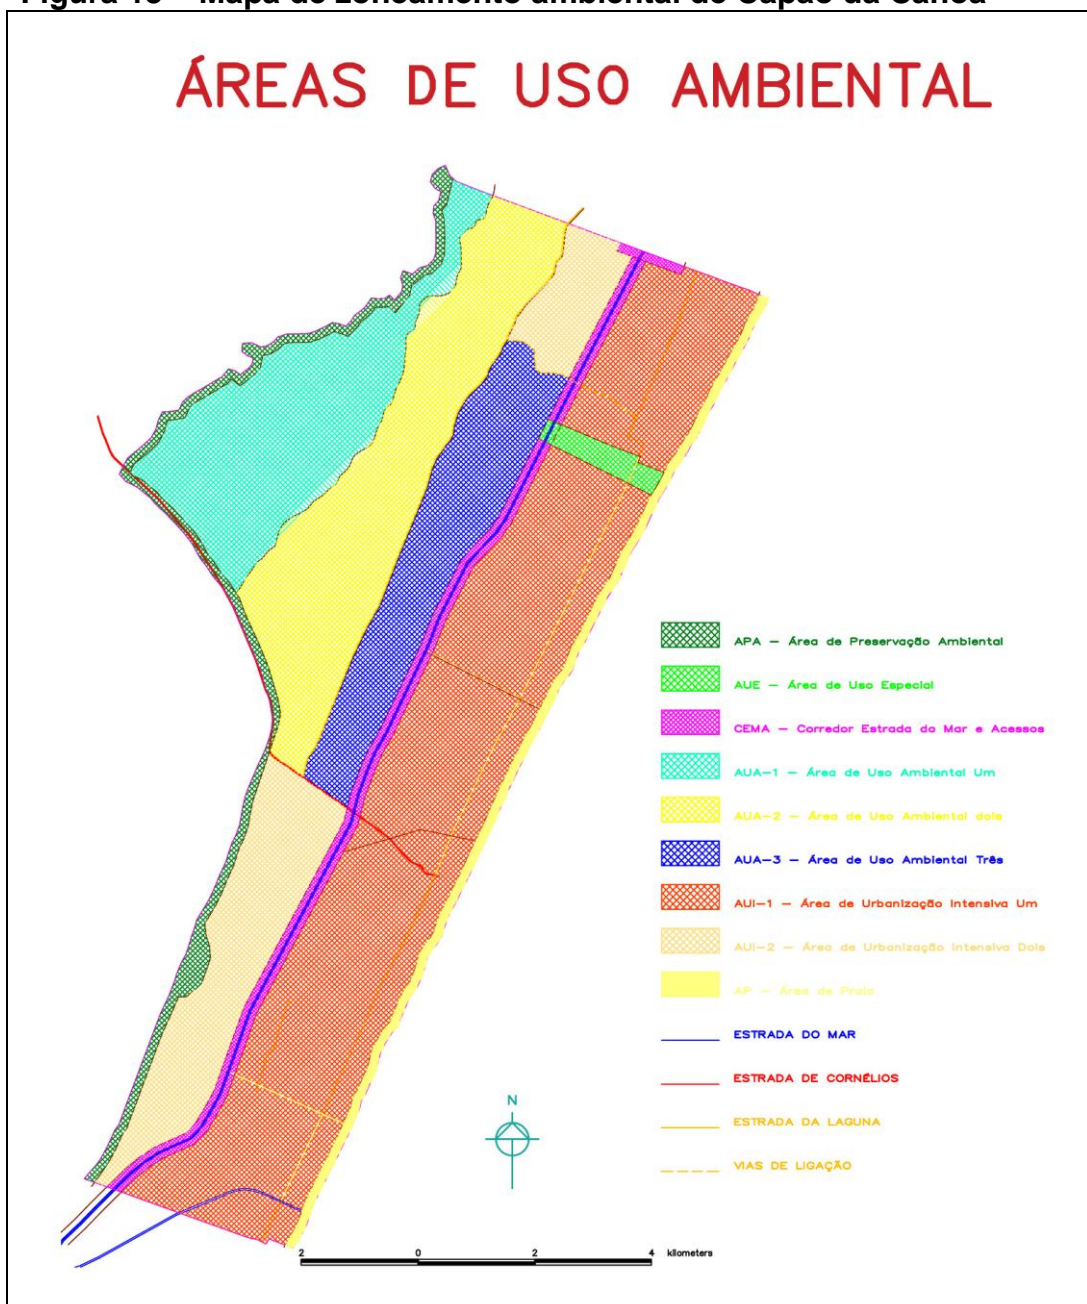 Figura 15 – Mapa de zoneamento ambiental de Capão da Canoa
ÁREAS DE USO AMBIENTAL
APA – Área de Preservação Ambiental
AUE – Área de Uso Especial
CEMA – Corredor Estrada do Mar e Acessos
AUA-1 – Área de Uso Ambiental Um
AUA-2 – Área de Uso Ambiental dois
AUA-3 – Área de Uso Ambiental Três
AUI-1 – Área de Urbanização Intensiva Um
AUI-2 – Área de Urbanização Intensiva Dois
AP – Área de Praia
ESTRADA DO MAR
ESTRADA DE CORNÉLIOS
ESTRADA DA LAGUNA
VIAS DE LIGAÇÃO
N
2 0 2 4 kilometers